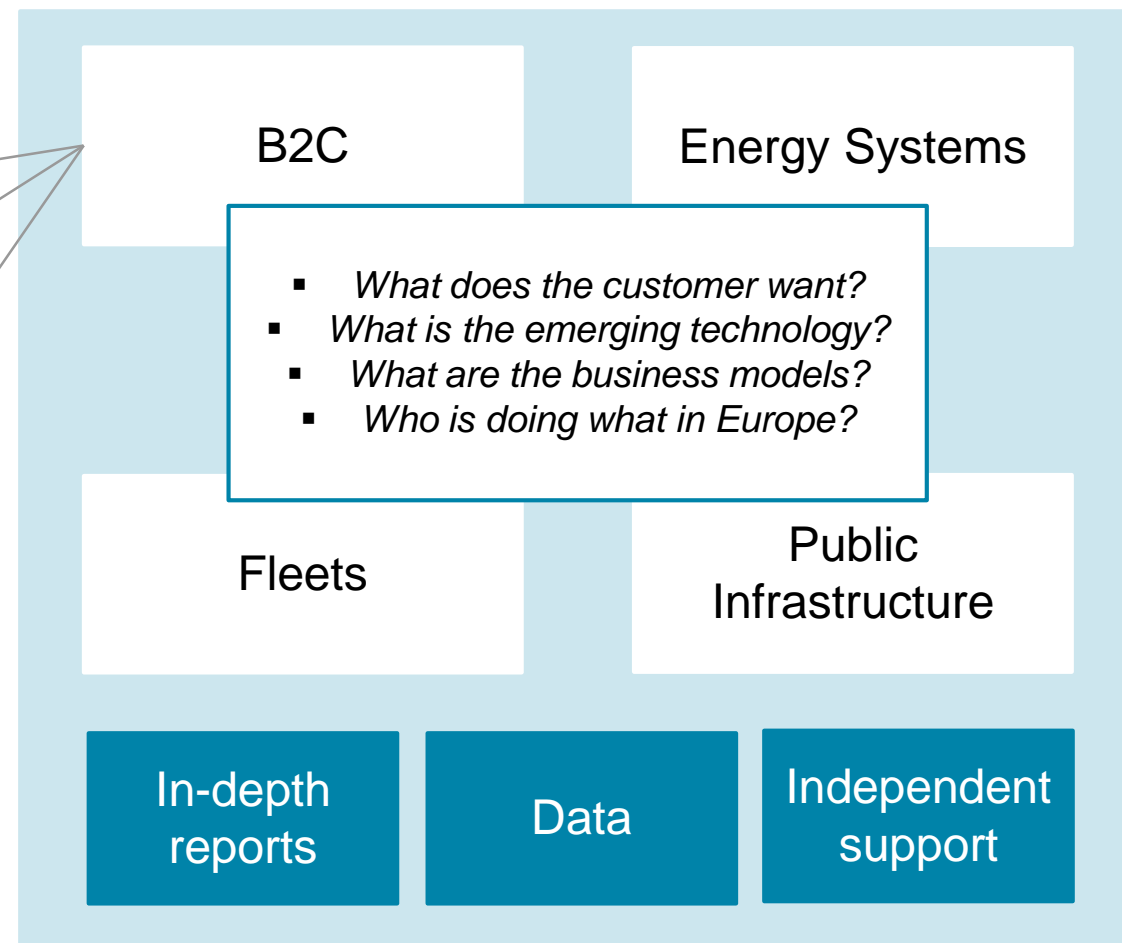 B2C
Energy Systems
▪ What does the customer want?
▪ What is the emerging technology?
▪ What are the business models?
▪ Who is doing what in Europe?
Fleets
Public
Infrastructure
In-depth
reports
Data
Independent
support